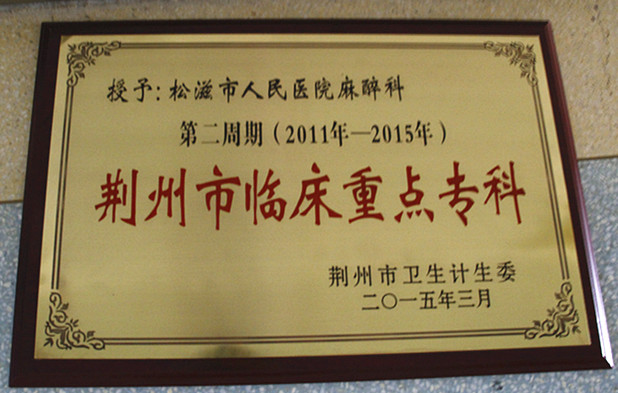 授予：松滋市人民医院麻醉科
第二周期（2011年—2015年）
荆州市临床重点专科
荆州市卫生计生委
二〇一五年三月